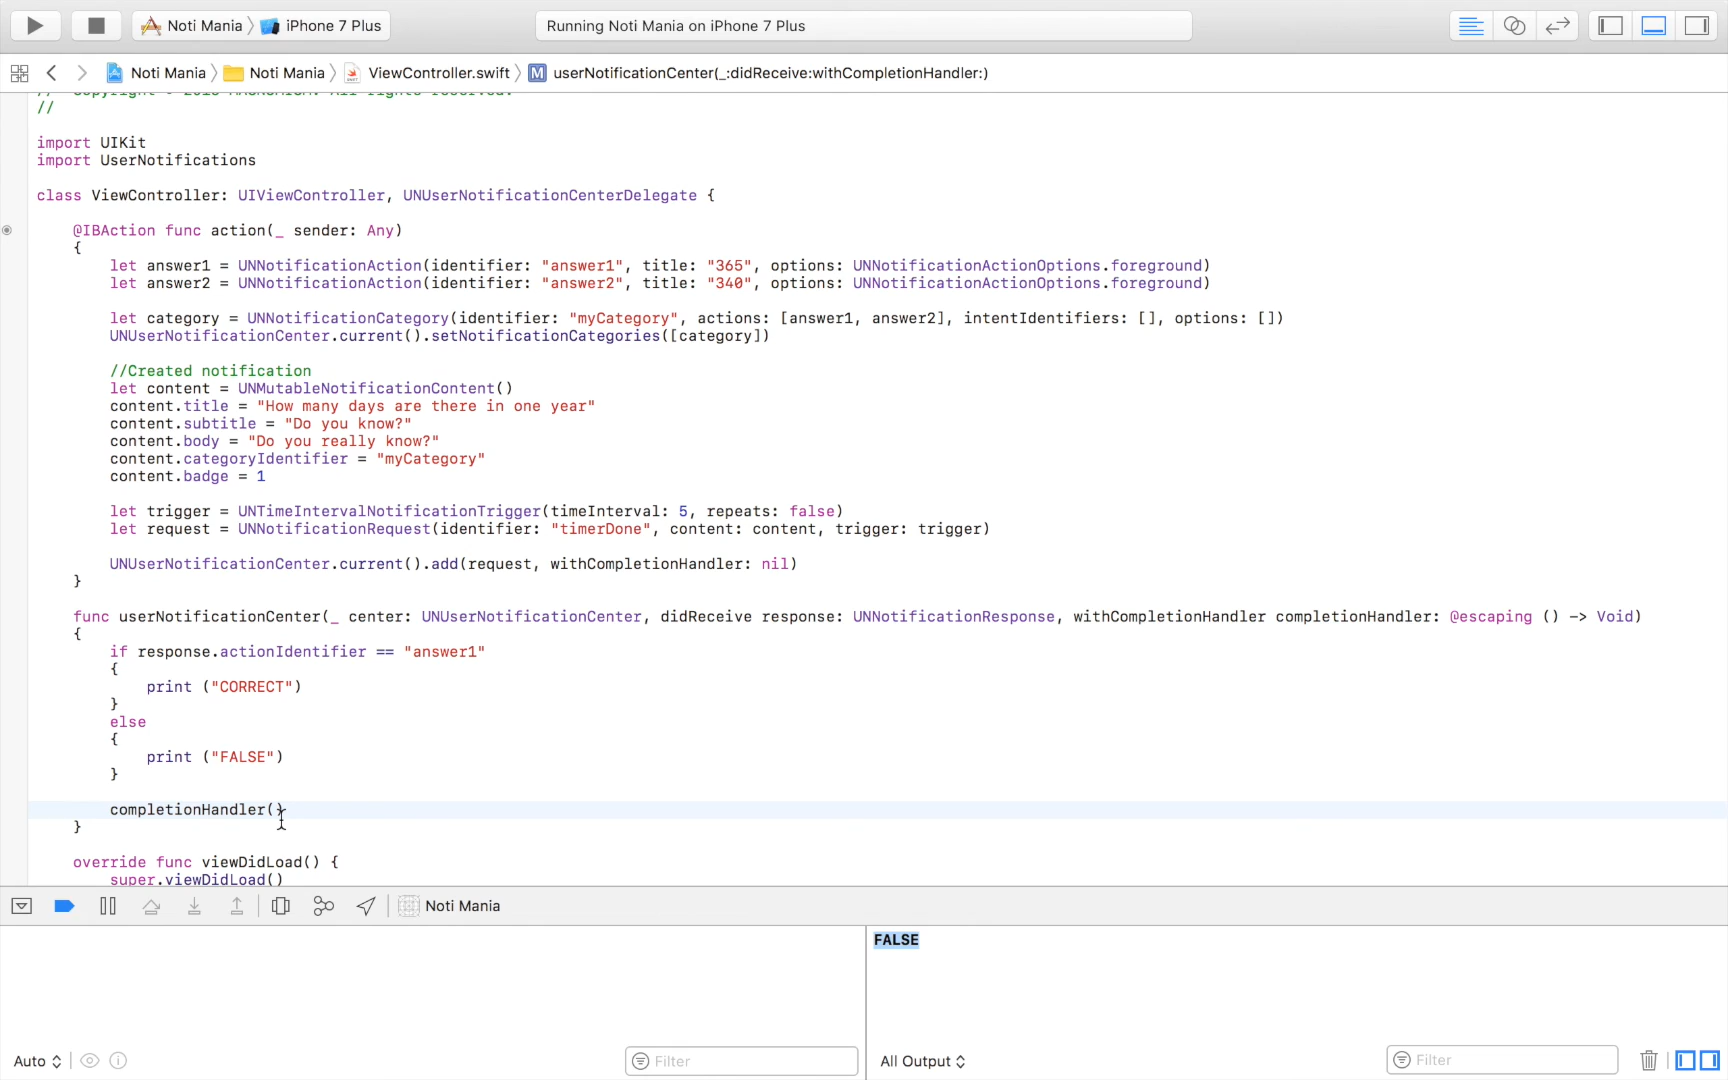 Noti Mania iPhone 7 Plus Running Noti Mania on iPhone 7 Plus
Noti Mania Noti Mania ViewController.swift M userNotificationCenter(_:didReceive:withCompletionHandler:)
//
import UIKit
import UserNotifications
class ViewController: UIViewController, UNUserNotificationCenterDelegate {
@IBAction func action(_ sender: Any)
{
let answer1 = UNNotificationAction(identifier: "answer1", title: "365", options: UNNotificationActionOptions.foreground)
let answer2 = UNNotificationAction(identifier: "answer2", title: "340", options: UNNotificationActionOptions.foreground)
let category = UNNotificationCategory(identifier: "myCategory", actions: [answer1, answer2], intentIdentifiers: [], options: [])
UNUserNotificationCenter.current().setNotificationCategories([category])
//Created notification
let content = UNMutableNotificationContent()
content.title = "How many days are there in one year"
content.subtitle = "Do you know?"
content.body = "Do you really know?"
content.categoryIdentifier = "myCategory"
content.badge = 1
let trigger = UNTimeIntervalNotificationTrigger(timeInterval: 5, repeats: false)
let request = UNNotificationRequest(identifier: "timerDone", content: content, trigger: trigger)
UNUserNotificationCenter.current().add(request, withCompletionHandler: nil)
}
func userNotificationCenter(_ center: UNUserNotificationCenter, didReceive response: UNNotificationResponse, withCompletionHandler completionHandler: @escaping () -> Void)
{
if response.actionIdentifier == "answer1"
{
print ("CORRECT")
}
else
{
print ("FALSE")
}
completionHandler()
}
override func viewDidLoad() {
super.viewDidLoad()
Noti Mania
FALSE
Auto Filter All Output Filter